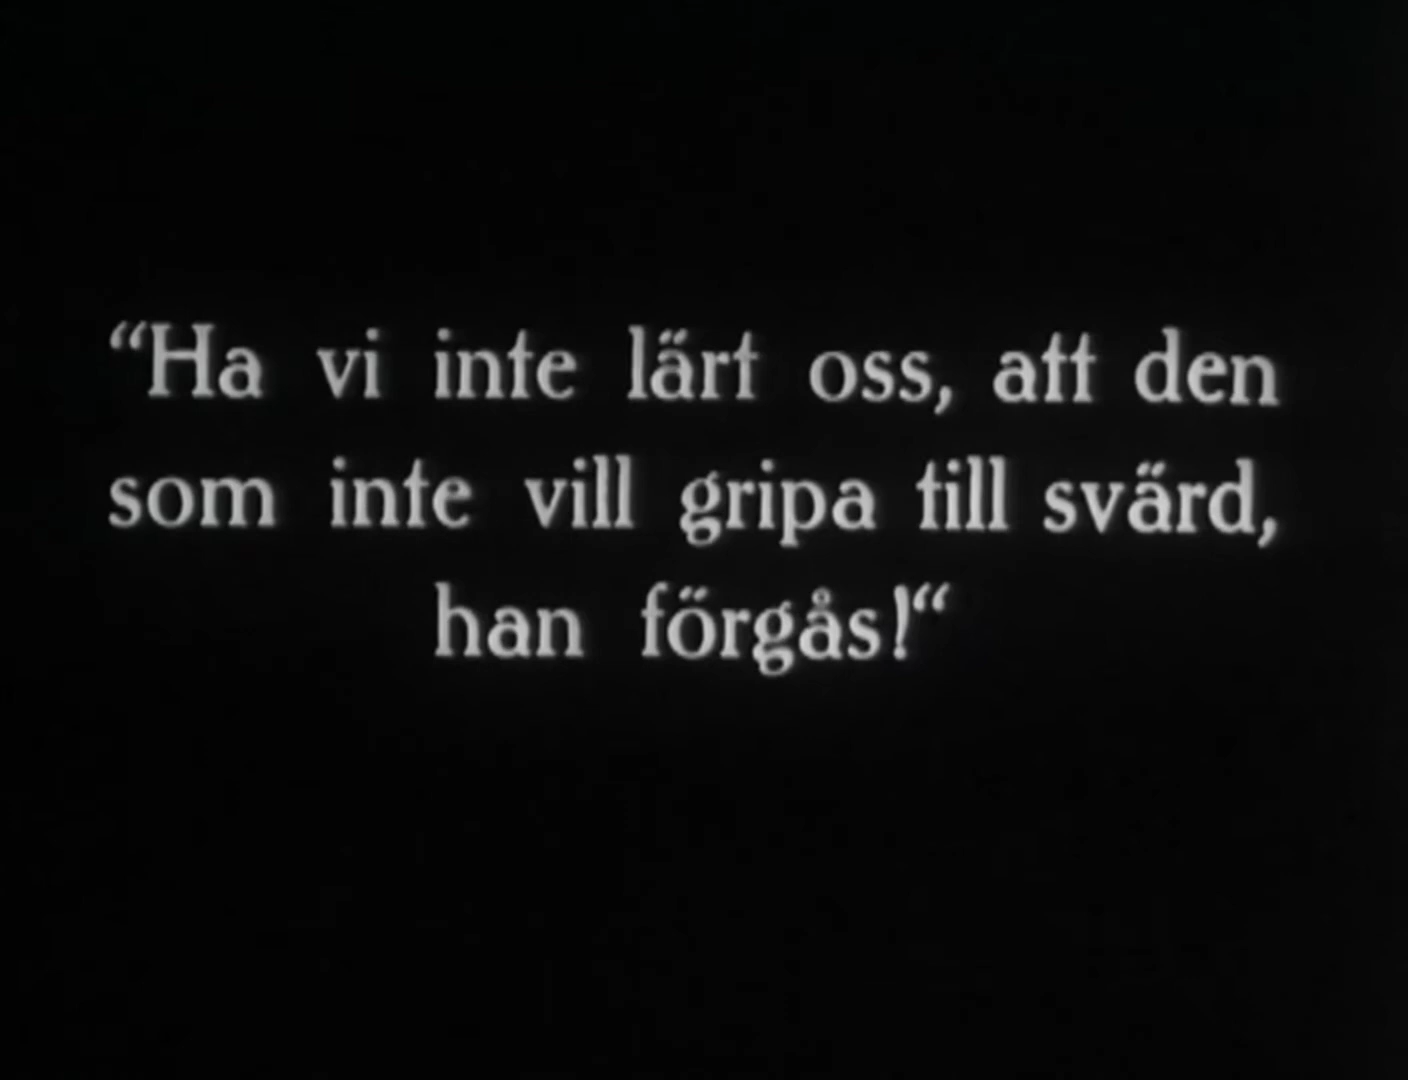 “Ha vi inte lärt oss, att den
som inte vill gripa till svärd,
han förgås!“